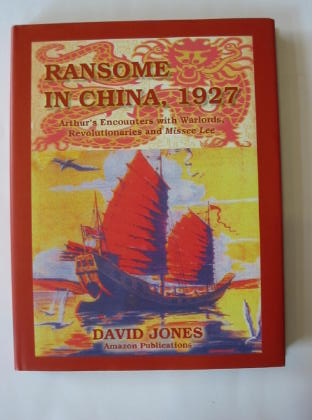 RANSOME
IN CHINA, 1927
Arthur's Encounters with Warlords,
Revolutionaries and Missee Lee
DAVID JONES
Amazon Publications